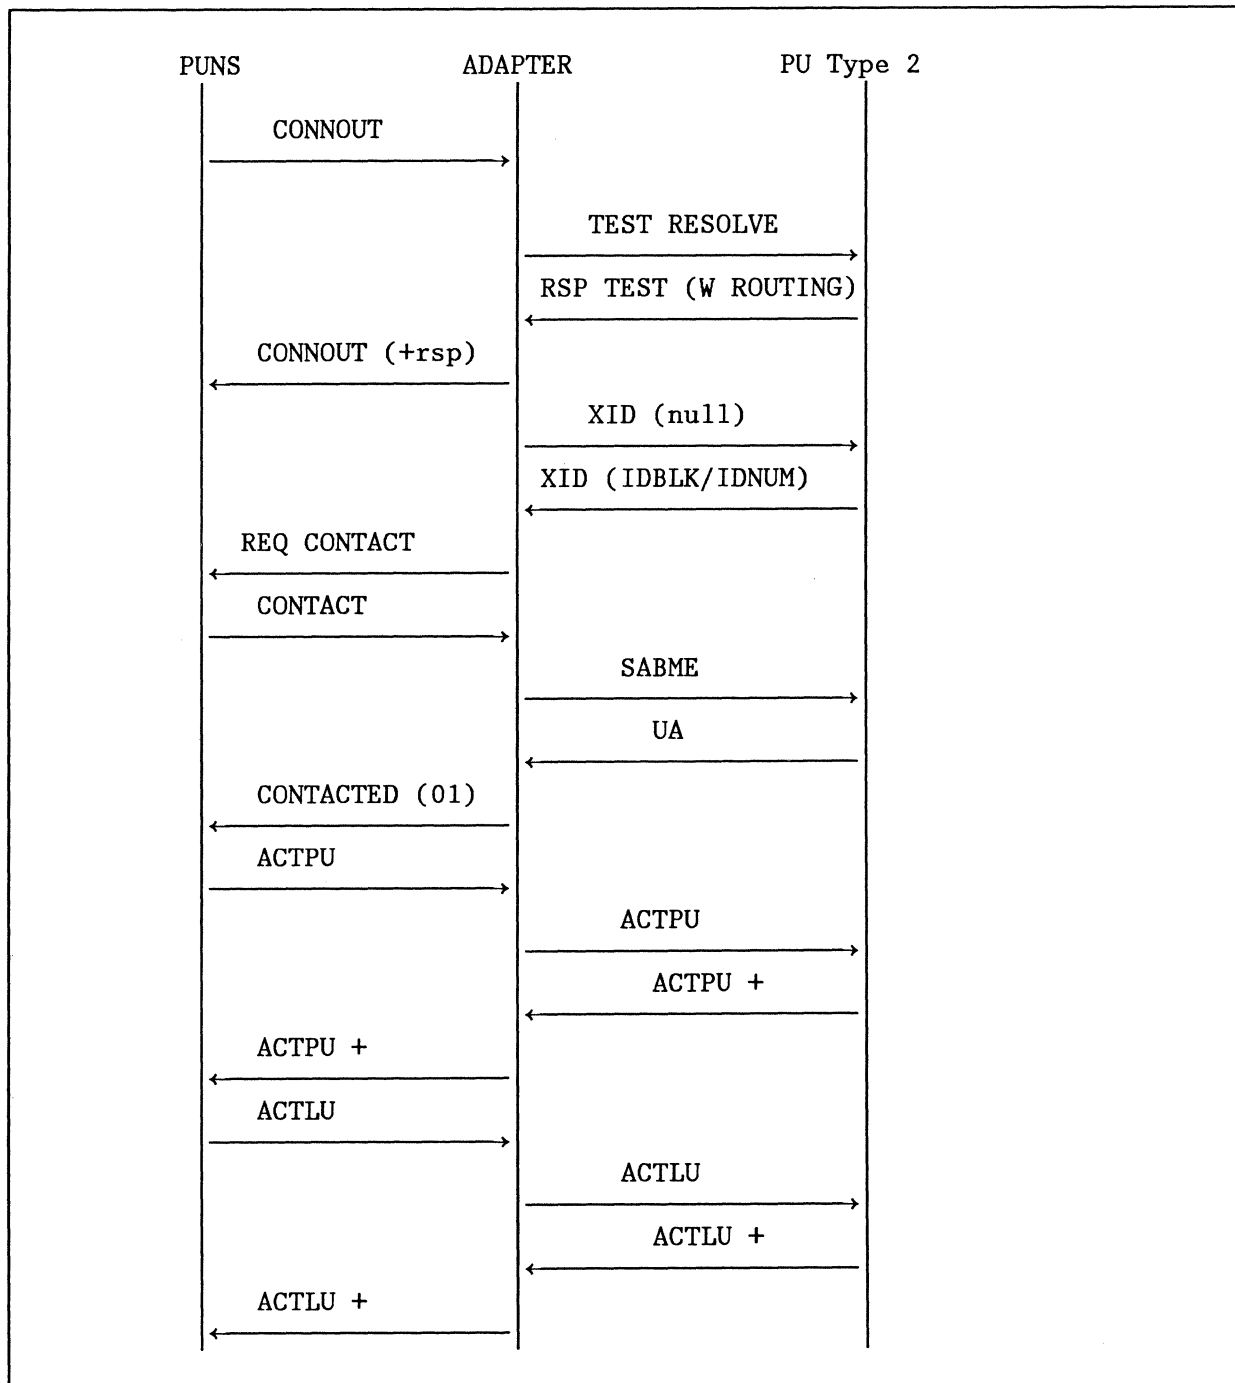 PUNS ADAPTER PU Type 2
CONNOUT
TEST RESOLVE
RSP TEST (W ROUTING)
CONNOUT (+rsp)
XID (null)
XID (IDBLK/IDNUM)
REQ CONTACT
CONTACT
SABME
UA
CONTACTED (01)
ACTPU
ACTPU
ACTPU +
ACTPU +
ACTLU
ACTLU
ACTLU +
ACTLU +